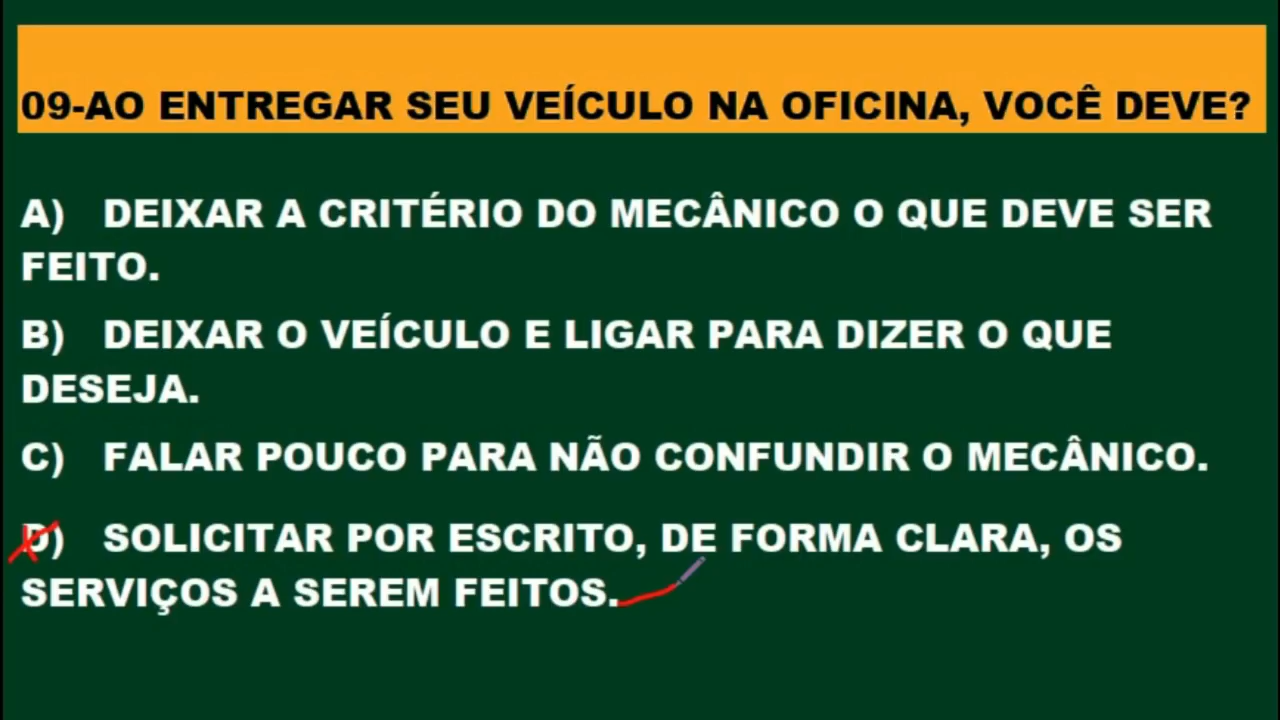 09-AO ENTREGAR SEU VEÍCULO NA OFICINA, VOCÊ DEVE?
A) DEIXAR A CRITÉRIO DO MECÂNICO O QUE DEVE SER
FEITO.
B) DEIXAR O VEÍCULO E LIGAR PARA DIZER O QUE
DESEJA.
C) FALAR POUCO PARA NÃO CONFUNDIR O MECÂNICO.
D) SOLICITAR POR ESCRITO, DE FORMA CLARA, OS
SERVIÇOS A SEREM FEITOS.